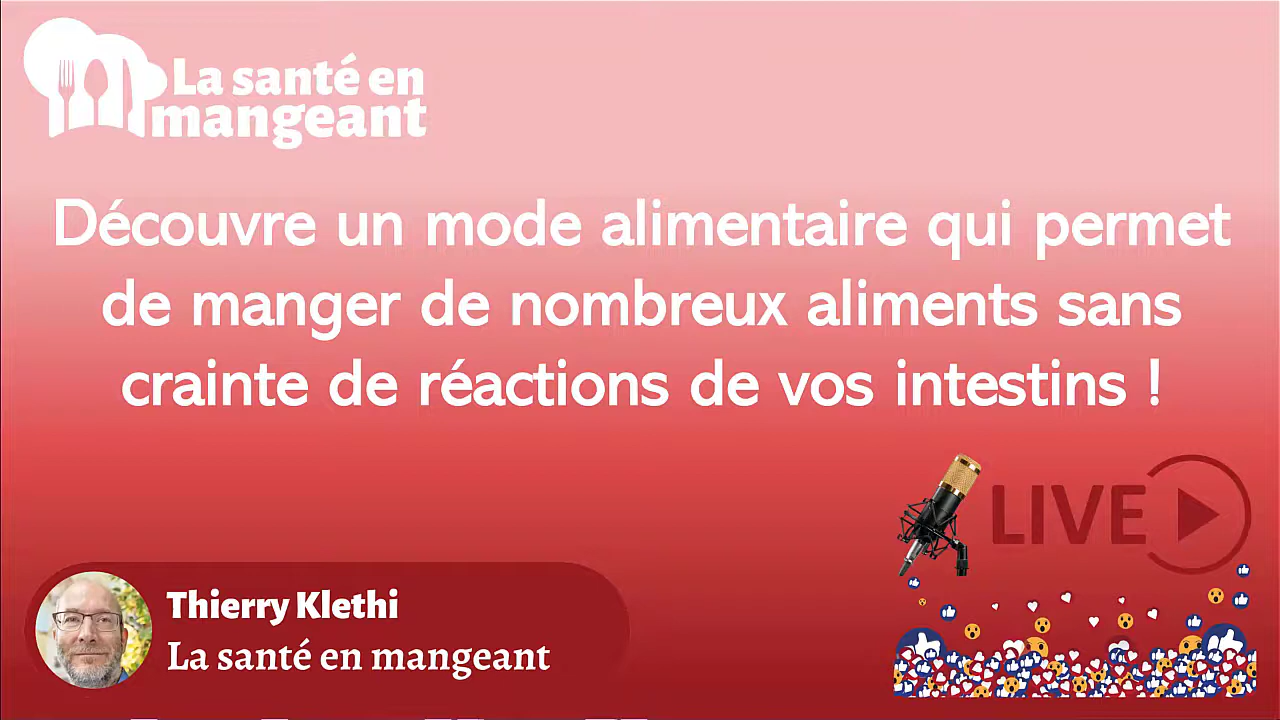 La santé en
mangeant
Découvre un mode alimentaire qui permet
de manger de nombreux aliments sans
crainte de réactions de vos intestins !
LIVE
Thierry Klethi
La santé en mangeant